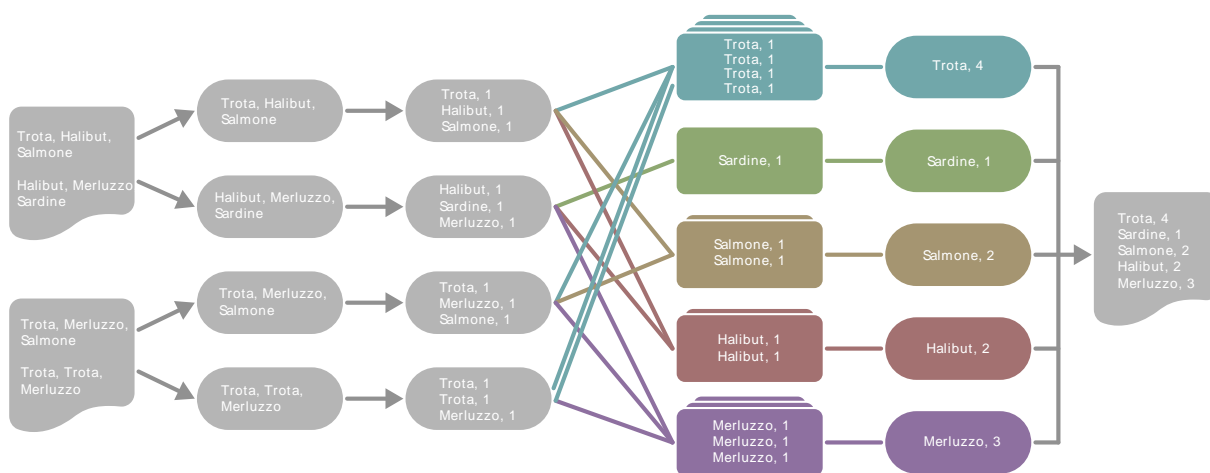 Trota, Halibut,
Salmone
Halibut, Merluzzo,
Sardine
Trota, Merluzzo,
Salmone
Trota, Trota,
Merluzzo
Trota, Halibut,
Salmone
Halibut, Merluzzo,
Sardine
Trota, Merluzzo,
Salmone
Trota, Trota,
Merluzzo
Trota, 1
Halibut, 1
Salmone, 1
Halibut, 1
Sardine, 1
Merluzzo, 1
Trota, 1
Merluzzo, 1
Salmone, 1
Trota, 1
Trota, 1
Merluzzo, 1
Trota, 1
Trota, 1
Trota, 1
Trota, 1
Sardine, 1
Salmone, 1
Salmone, 1
Halibut, 1
Halibut, 1
Merluzzo, 1
Merluzzo, 1
Merluzzo, 1
Trota, 4
Sardine, 1
Salmone, 2
Halibut, 2
Merluzzo, 3
Trota, 4
Sardine, 1
Salmone, 2
Halibut, 2
Merluzzo, 3